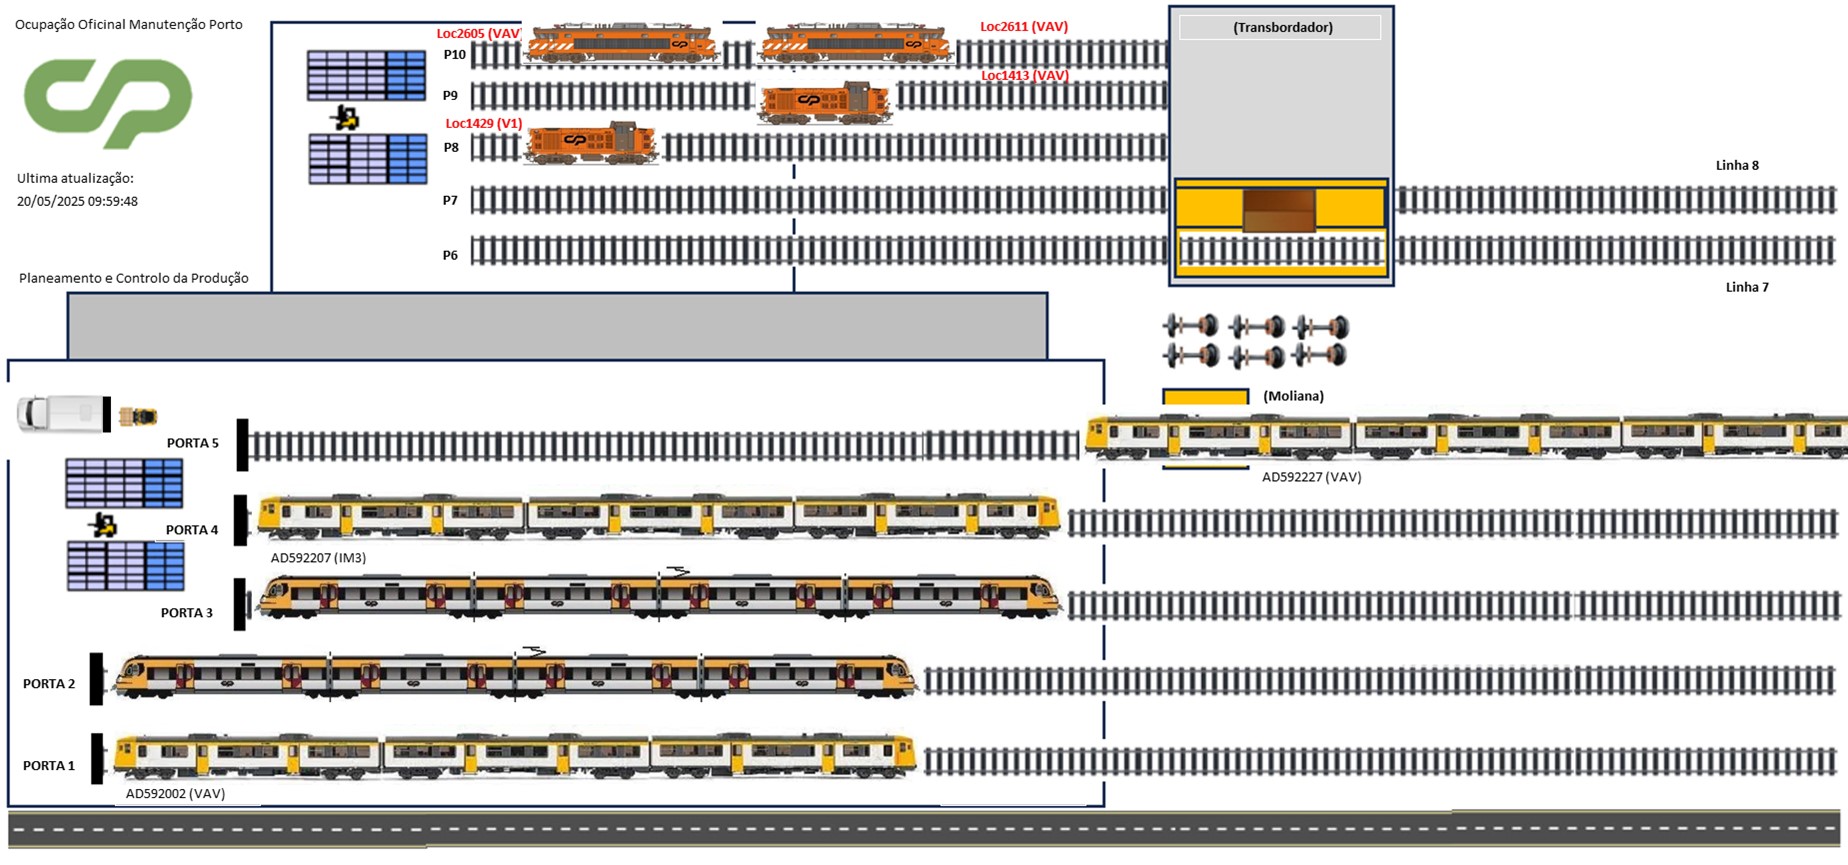 Ocupação Oficinal Manutenção Porto
Ultima atualização:
20/05/2025 09:59:48
Planeamento e Controlo da Produção
Loc2605 (VAV)
Loc2611 (VAV)
(Transbordador)
P10
Loc1413 (VAV)
P9
Loc1429 (V1)
P8
Linha 8
P7
P6
Linha 7
(Moliana)
PORTA 5
AD592227 (VAV)
PORTA 4
AD592207 (IM3)
PORTA 3
PORTA 2
PORTA 1
AD592002 (VAV)